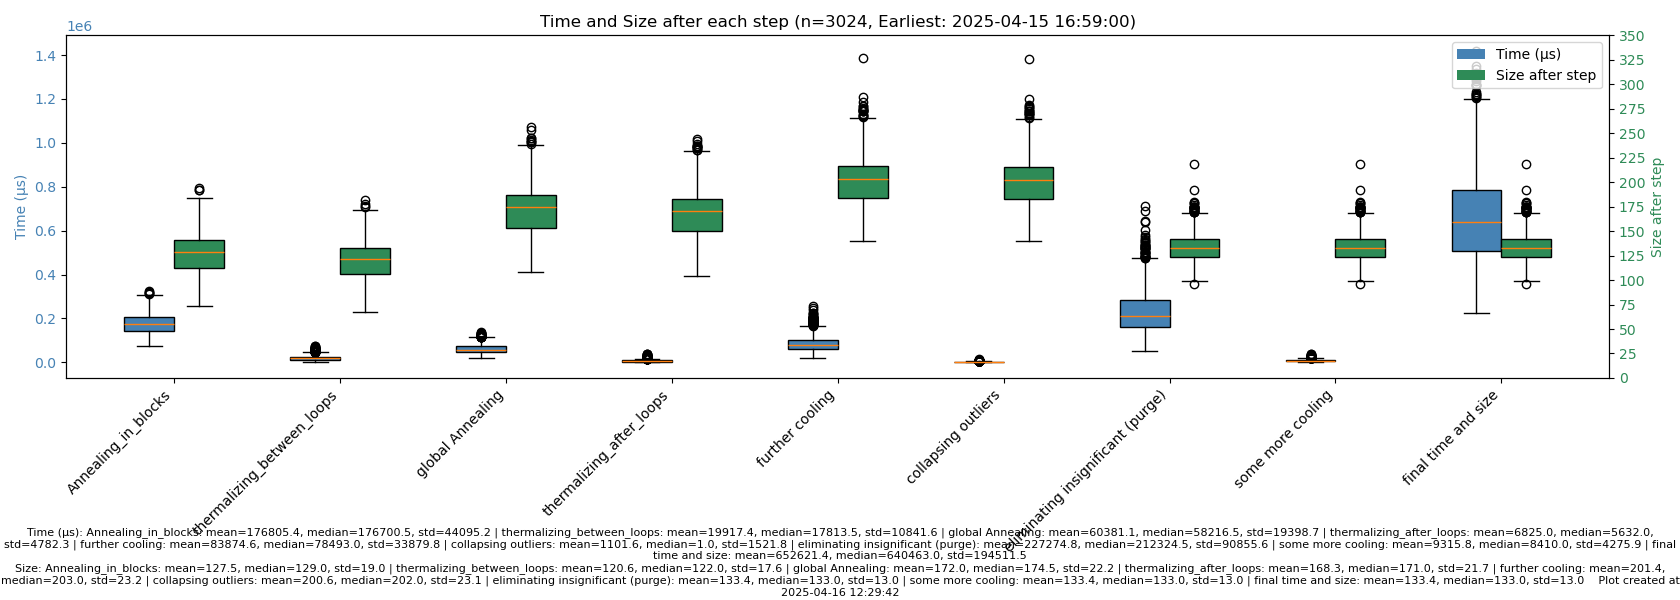 Time and Size after each step (n=3024, Earliest: 2025-04-15 16:59:00)
1e6
1.4
1.2
1.0
0.8
0.6
0.4
0.2
0.0
Time (µs)
350
325
300
275
250
225
200
175
150
125
100
75
50
25
0
Size after step
Time (µs)
Size after step
Annealing_in_blocks
thermalizing_between_loops
global Annealing
thermalizing_after_loops
further cooling
collapsing outliers
eliminating insignificant (purge)
some more cooling
final time and size
Time (µs): Annealing_in_blocks: mean=176805.4, median=176700.5, std=44095.2 | thermalizing_between_loops: mean=19917.4, median=17813.5, std=10841.6 | global Annealing: mean=60381.1, median=58216.5, std=19398.7 | thermalizing_after_loops: mean=6825.0, median=5632.0,
std=4782.3 | further cooling: mean=83874.6, median=78493.0, std=33879.8 | collapsing outliers: mean=1101.6, median=1.0, std=1521.8 | eliminating insignificant (purge): mean=227274.8, median=212324.5, std=90855.6 | some more cooling: mean=9315.8, median=8410.0, std=4275.9 | final
time and size: mean=652621.4, median=640463.0, std=194511.5
Size: Annealing_in_blocks: mean=127.5, median=129.0, std=19.0 | thermalizing_between_loops: mean=120.6, median=122.0, std=17.6 | global Annealing: mean=172.0, median=174.5, std=22.2 | thermalizing_after_loops: mean=168.3, median=171.0, std=21.7 | further cooling: mean=201.4,
median=203.0, std=23.2 | collapsing outliers: mean=200.6, median=202.0, std=23.1 | eliminating insignificant (purge): mean=133.4, median=133.0, std=13.0 | some more cooling: mean=133.4, median=133.0, std=13.0 | final time and size: mean=133.4, median=133.0, std=13.0    Plot created at
2025-04-16 12:29:42